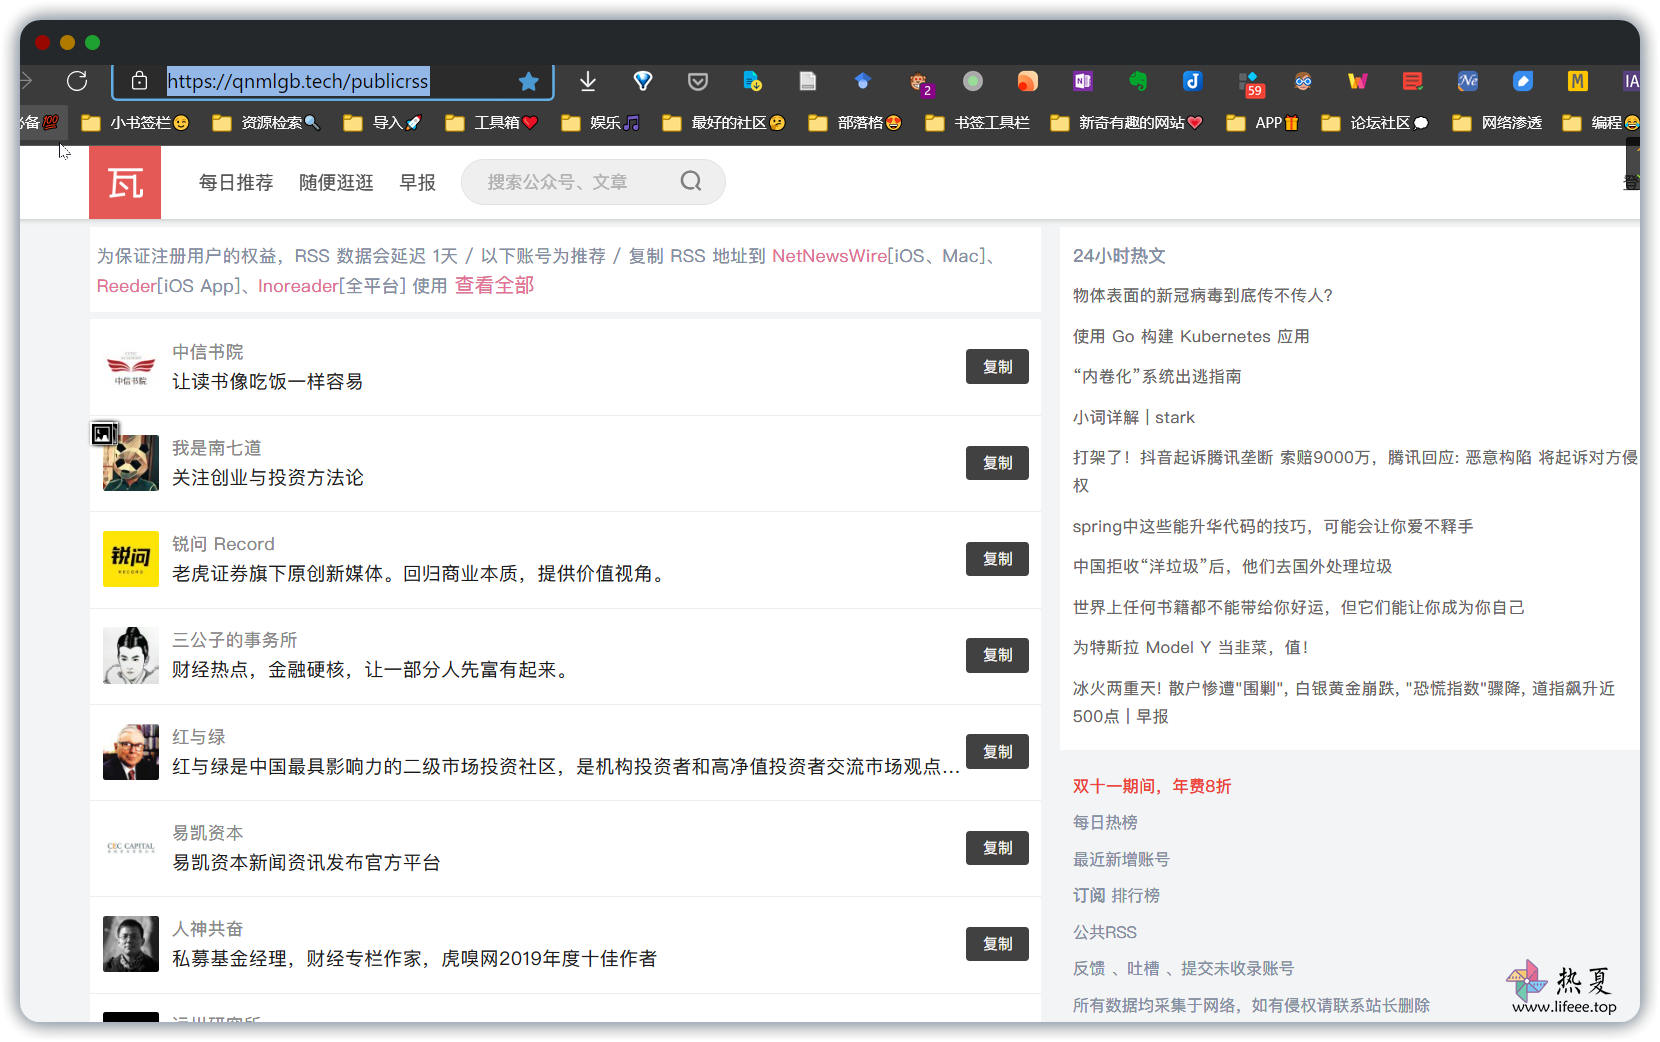 https://qnmlgb.tech/publicrss
2
59
必备💯 小书签栏😉 资源检索🔍 导入🚀 工具箱❤️ 娱乐🎵 最好的社区🤔 部落格😍 书签工具栏 新奇有趣的网站💗 APP🎁 论坛社区💬 网络渗透 编程😂
瓦 每日推荐 随便逛逛 早报 搜索公众号、文章 登
为保证注册用户的权益，RSS 数据会延迟 1天 / 以下账号为推荐 / 复制 RSS 地址到 NetNewsWire[iOS、Mac]、
Reeder[iOS App]、Inoreader[全平台] 使用 查看全部
中信书院
中信书院
让读书像吃饭一样容易
复制
我是南七道
关注创业与投资方法论
复制
锐问
RECORD
锐问 Record
老虎证券旗下原创新媒体。回归商业本质，提供价值视角。
复制
三公子的事务所
财经热点，金融硬核，让一部分人先富有起来。
复制
红与绿
红与绿是中国最具影响力的二级市场投资社区，是机构投资者和高净值投资者交流市场观点...
复制
CEC CAPITAL
易凯资本
易凯资本新闻资讯发布官方平台
复制
人神共奋
私募基金经理，财经专栏作家，虎嗅网2019年度十佳作者
复制
24小时热文
物体表面的新冠病毒到底传不传人？
使用 Go 构建 Kubernetes 应用
“内卷化”系统出逃指南
小词详解 | stark
打架了！抖音起诉腾讯垄断 索赔9000万，腾讯回应: 恶意构陷 将起诉对方侵
权
spring中这些能升华代码的技巧，可能会让你爱不释手
中国拒收“洋垃圾”后，他们去国外处理垃圾
世界上任何书籍都不能带给你好运，但它们能让你成为你自己
为特斯拉 Model Y 当韭菜，值！
冰火两重天! 散户惨遭"围剿", 白银黄金崩跌, "恐慌指数"骤降, 道指飙升近
500点 | 早报
双十一期间，年费8折
每日热榜
最近新增账号
订阅 排行榜
公共RSS
反馈 、吐槽 、提交未收录账号
所有数据均采集于网络，如有侵权请联系站长删除
热夏
www.lifeee.top